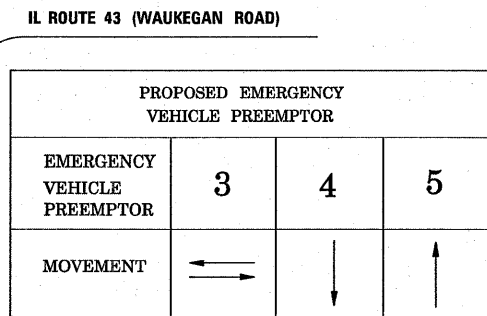 IL ROUTE 43 (WAUKEGAN ROAD)
PROPOSED EMERGENCY
VEHICLE PREEMPTOR
EMERGENCY
VEHICLE
PREEMPTOR
3 4 5
MOVEMENT